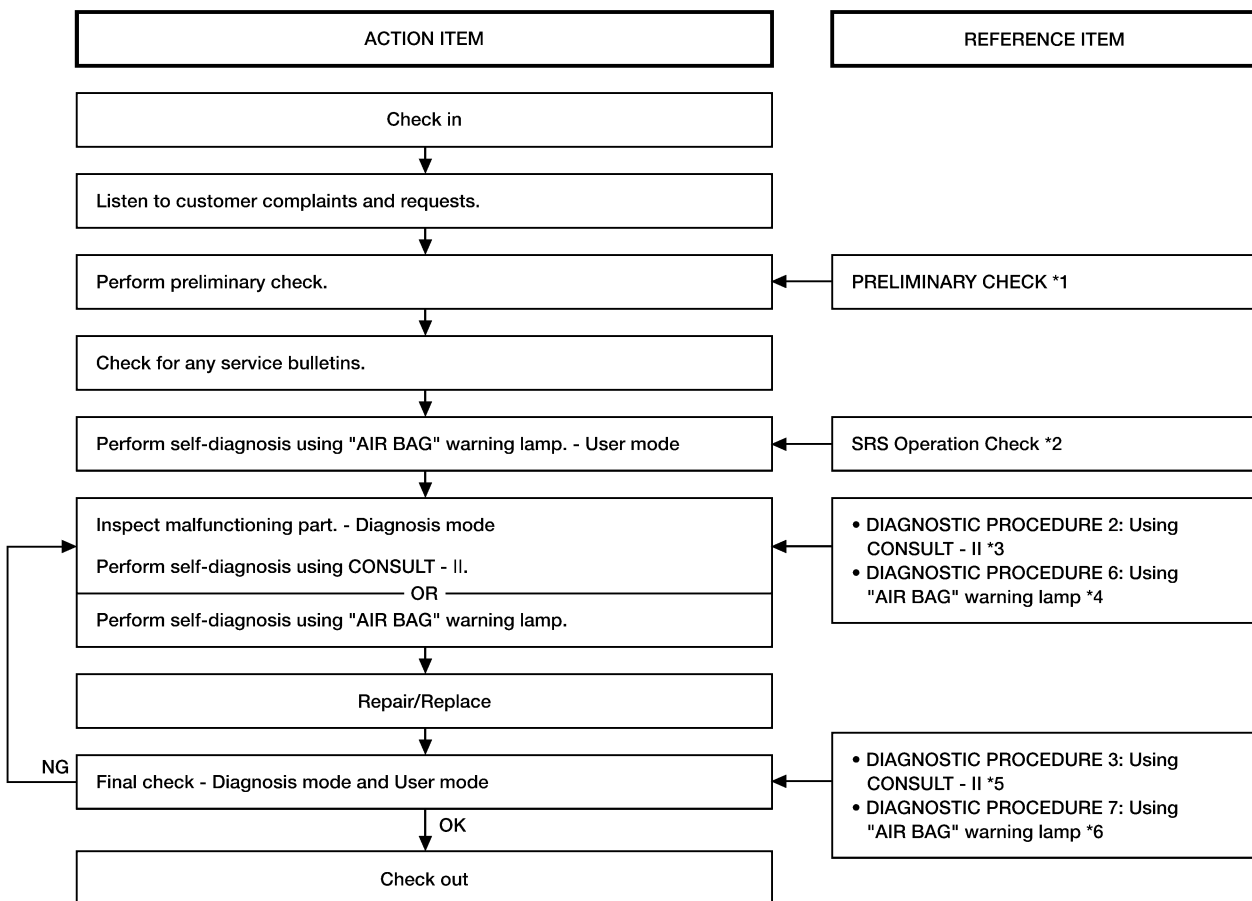 ACTION ITEM
REFERENCE ITEM
Check in
Listen to customer complaints and requests.
Perform preliminary check.
PRELIMINARY CHECK *1
Check for any service bulletins.
Perform self-diagnosis using "AIR BAG" warning lamp. - User mode
SRS Operation Check *2
Inspect malfunctioning part. - Diagnosis mode
Perform self-diagnosis using CONSULT - II.
OR
Perform self-diagnosis using "AIR BAG" warning lamp.
• DIAGNOSTIC PROCEDURE 2: Using
CONSULT - II *3
• DIAGNOSTIC PROCEDURE 6: Using
"AIR BAG" warning lamp *4
Repair/Replace
NG
Final check - Diagnosis mode and User mode
• DIAGNOSTIC PROCEDURE 3: Using
CONSULT - II *5
• DIAGNOSTIC PROCEDURE 7: Using
"AIR BAG" warning lamp *6
OK
Check out